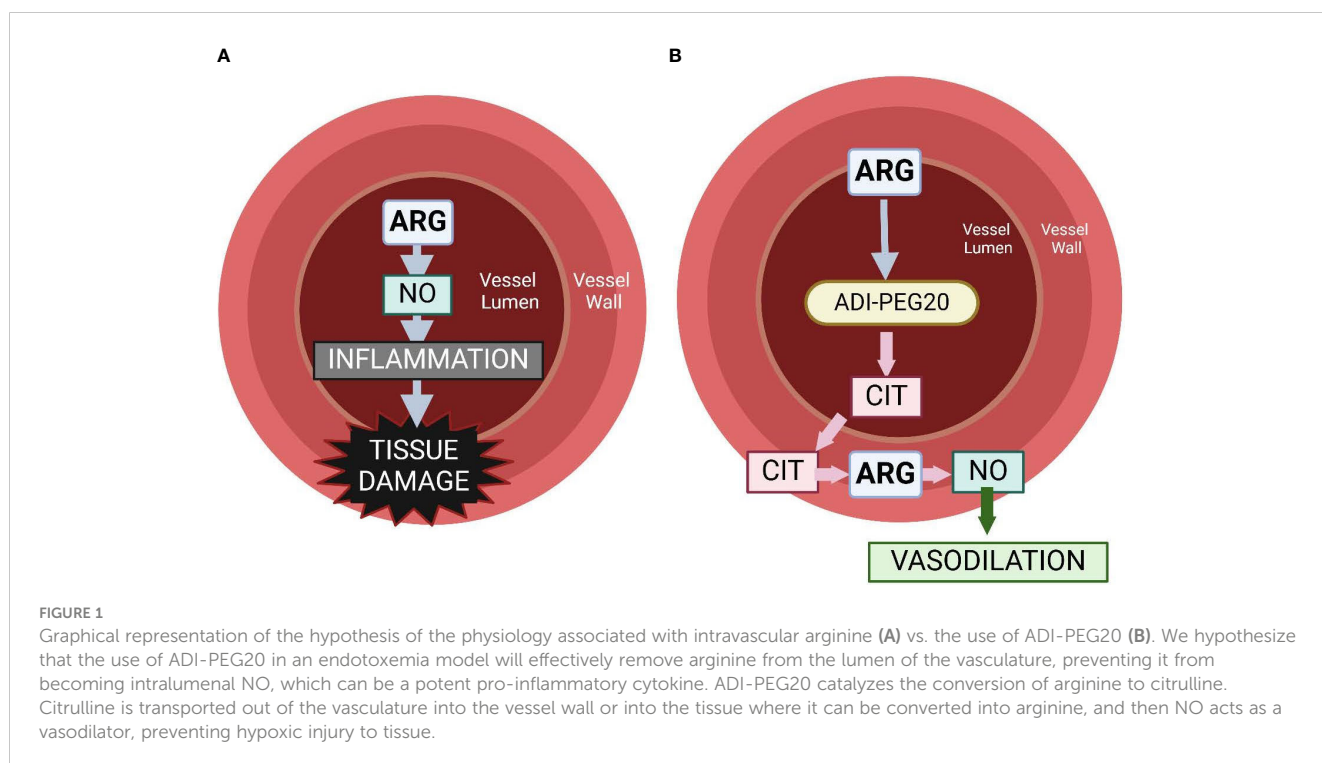 A
ARG
NO
Vessel
Lumen
Vessel
Wall
INFLAMMATION
TISSUE
DAMAGE
B
ARG
Vessel
Lumen
Vessel
Wall
ADI-PEG20
CIT
CIT
ARG
NO
VASODILATION
FIGURE 1
Graphical representation of the hypothesis of the physiology associated with intravascular arginine (A) vs. the use of ADI-PEG20 (B). We hypothesize
that the use of ADI-PEG20 in an endotoxemia model will effectively remove arginine from the lumen of the vasculature, preventing it from
becoming intralumenal NO, which can be a potent pro-inflammatory cytokine. ADI-PEG20 catalyzes the conversion of arginine to citrulline.
Citrulline is transported out of the vasculature into the vessel wall or into the tissue where it can be converted into arginine, and then NO acts as a
vasodilator, preventing hypoxic injury to tissue.